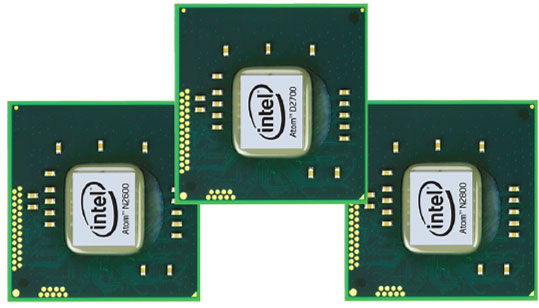 intel
Atom™ D2700
intel
Atom™ N2600
intel
Atom™ N2800